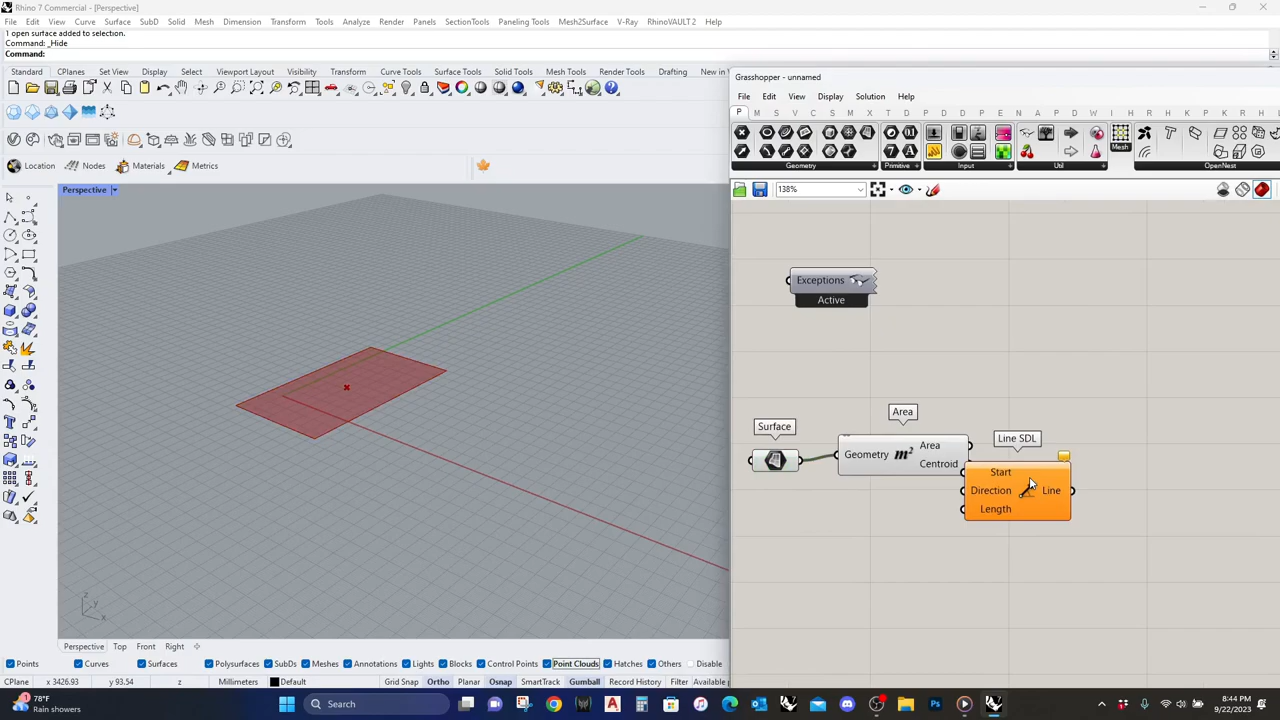 Rhino 7 Commercial - [Perspective]
File Edit View Curve Surface SubD Solid Mesh Dimension Transform Tools Analyze Render Panels SectionTools Paneling Tools Mesh2Surface V-Ray RhinoVAULT 2 Help
1 open surface added to selection.
Command: _Hide
Command:
Standard CPlanes Set View Display Select Viewport Layout Visibility Transform Curve Tools Surface Tools Solid Tools Mesh Tools Render Tools Drafting New in V
Location Nodes Materials Metrics
Perspective
z
y
x
Perspective Top Front Right
Points Curves Surfaces Polysurfaces SubDs Meshes Annotations Lights Blocks Control Points Point Clouds Hatches Others Disable
CPlane x 3426.93 y 93.54 z Millimeters Default Grid Snap Ortho Planar Osnap SmartTrack Gumball Record History Filter Available
Grasshopper - unnamed
File Edit View Display Solution Help
P M S V C S M I T D P D P E K A D W I H R H S X
Geometry Primitive Input Util Mesh OpenNest
138%
Exceptions
Active
Surface
Area
Geometry m² Area
Centroid
Line SDL
Start
Direction Line
Length
78°F
Rain showers
Search
8:44 PM
9/22/2023